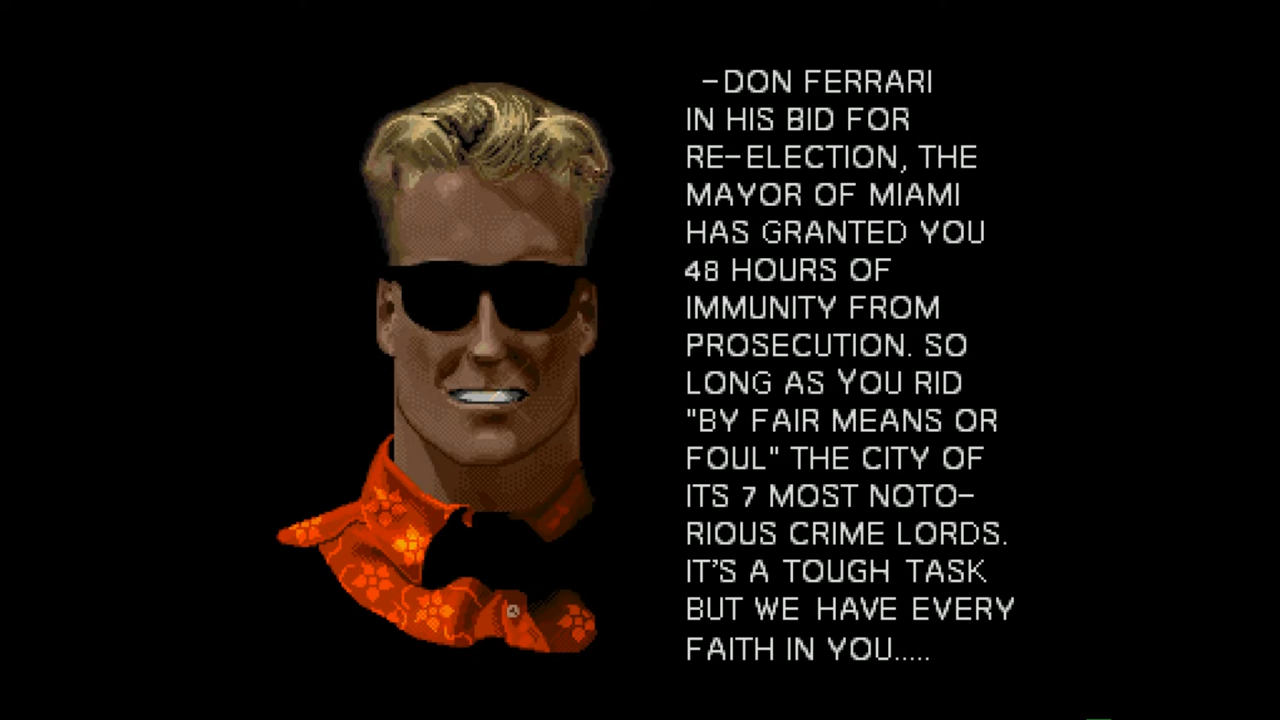 -DON FERRARI
IN HIS BID FOR
RE-ELECTION, THE
MAYOR OF MIAMI
HAS GRANTED YOU
48 HOURS OF
IMMUNITY FROM
PROSECUTION. SO
LONG AS YOU RID
"BY FAIR MEANS OR
FOUL" THE CITY OF
ITS 7 MOST NOTO-
RIOUS CRIME LORDS.
IT'S A TOUGH TASK
BUT WE HAVE EVERY
FAITH IN YOU.....